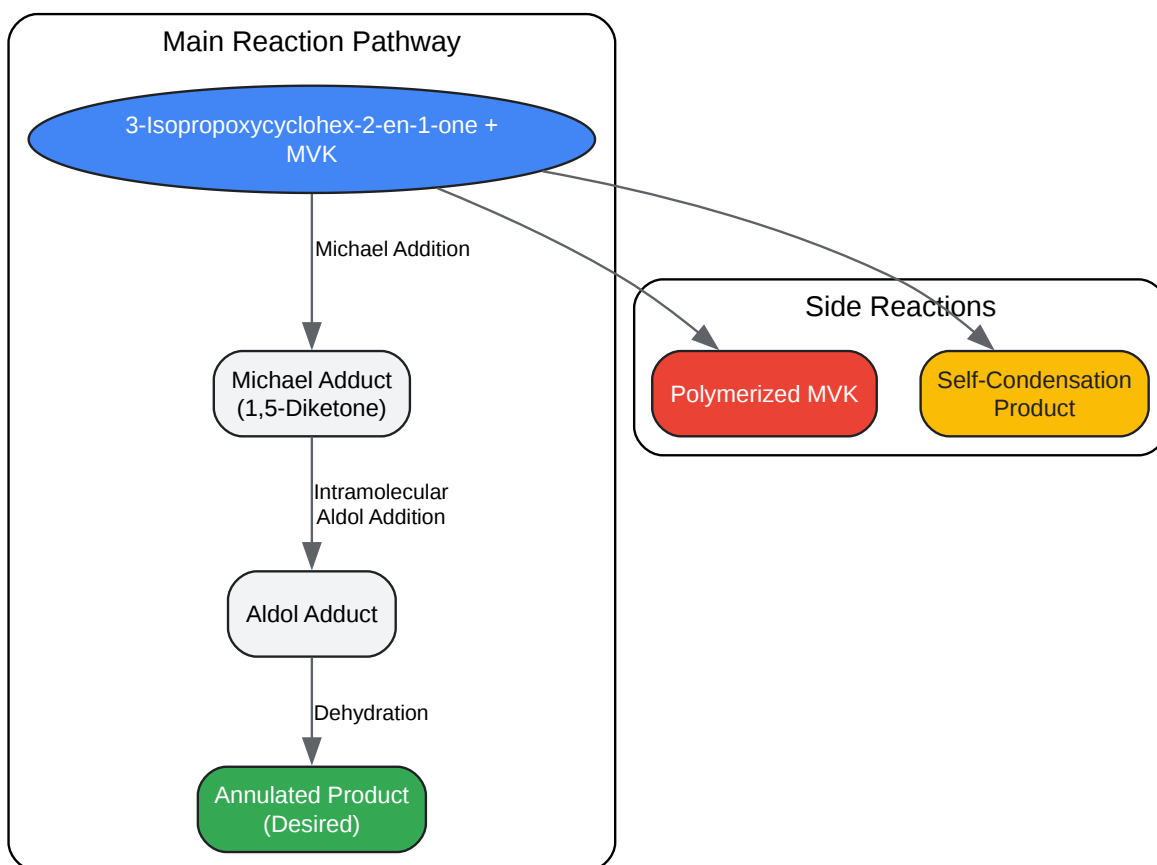 Main Reaction Pathway
3-Isopropoxycyclohex-2-en-1-one +
MVK
Michael Addition
Side Reactions
Michael Adduct
(1,5-Diketone)
Polymerized MVK
Self-Condensation
Product
Intramolecular
Aldol Addition
Aldol Adduct
Dehydration
Annulated Product
(Desired)